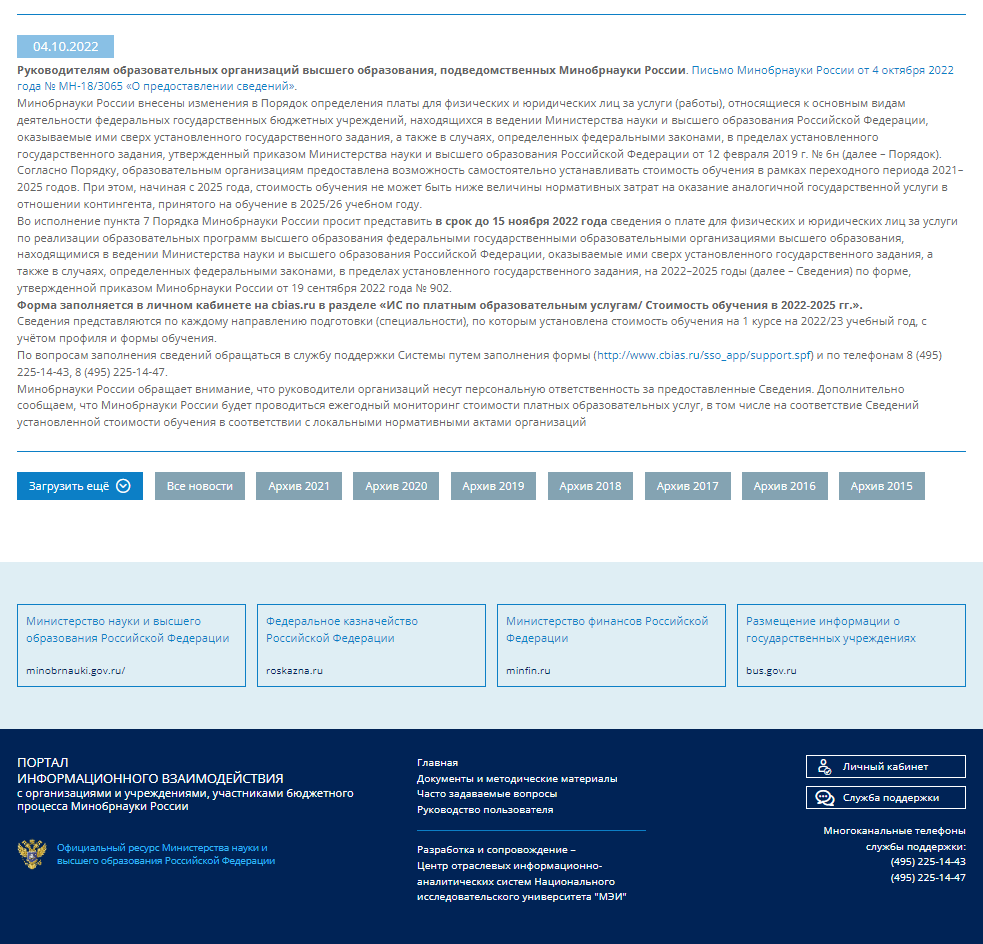 04.10.2022
Руководителям образовательных организаций высшего образования, подведомственных Минобрнауки России. Письмо Минобрнауки России от 4 октября 2022
года № МН-18/3065 «О предоставлении сведений».
Минобрнауки России внесены изменения в Порядок определения платы для физических и юридических лиц за услуги (работы), относящиеся к основным видам
деятельности федеральных государственных бюджетных учреждений, находящихся в ведении Министерства науки и высшего образования Российской Федерации,
оказываемые ими сверх установленного государственного задания, а также в случаях, определенных федеральными законами, в пределах установленного
государственного задания, утвержденный приказом Министерства науки и высшего образования Российской Федерации от 12 февраля 2019 г. № 6н (далее – Порядок).
Согласно Порядку, образовательным организациям предоставлена возможность самостоятельно устанавливать стоимость обучения в рамках переходного периода 2021–
2025 годов. При этом, начиная с 2025 года, стоимость обучения не может быть ниже величины нормативных затрат на оказание аналогичной государственной услуги в
отношении контингента, принятого на обучение в 2025/26 учебном году.
Во исполнение пункта 7 Порядка Минобрнауки России просит представить в срок до 15 ноября 2022 года сведения о плате для физических и юридических лиц за услуги
по реализации образовательных программ высшего образования федеральными государственными образовательными организациями высшего образования,
находящимися в ведении Министерства науки и высшего образования Российской Федерации, оказываемые ими сверх установленного государственного задания, а
также в случаях, определенных федеральными законами, в пределах установленного государственного задания, на 2022–2025 годы (далее – Сведения) по форме,
утвержденной приказом Минобрнауки России от 19 сентября 2022 года № 902.
Форма заполняется в личном кабинете на cbias.ru в разделе «ИС по платным образовательным услугам/ Стоимость обучения в 2022-2025 гг.».
Сведения представляются по каждому направлению подготовки (специальности), по которым установлена стоимость обучения на 1 курсе на 2022/23 учебный год, с
учётом профиля и формы обучения.
По вопросам заполнения сведений обращаться в службу поддержки Системы путем заполнения формы (http://www.cbias.ru/sso_app/support.spf) и по телефонам 8 (495)
225-14-43, 8 (495) 225-14-47.
Минобрнауки России обращает внимание, что руководители организаций несут персональную ответственность за предоставленные Сведения. Дополнительно
сообщаем, что Минобрнауки России будет проводиться ежегодный мониторинг стоимости платных образовательных услуг, в том числе на соответствие Сведений
установленной стоимости обучения в соответствии с локальными нормативными актами организаций
Загрузить ещё Все новости Архив 2021 Архив 2020 Архив 2019 Архив 2018 Архив 2017 Архив 2016 Архив 2015
Министерство науки и высшего
образования Российской Федерации
minobrnauki.gov.ru/
Федеральное казначейство
Российской Федерации
roskazna.ru
Министерство финансов Российской
Федерации
minfin.ru
Размещение информации о
государственных учреждениях
bus.gov.ru
ПОРТАЛ
ИНФОРМАЦИОННОГО ВЗАИМОДЕЙСТВИЯ
с организациями и учреждениями, участниками бюджетного
процесса Минобрнауки России
Официальный ресурс Министерства науки и
высшего образования Российской Федерации
Главная
Документы и методические материалы
Часто задаваемые вопросы
Руководство пользователя
Разработка и сопровождение –
Центр отраслевых информационно-
аналитических систем Национального
исследовательского университета "МЭИ"
Личный кабинет
Служба поддержки
Многоканальные телефоны
службы поддержки:
(495) 225-14-43
(495) 225-14-47